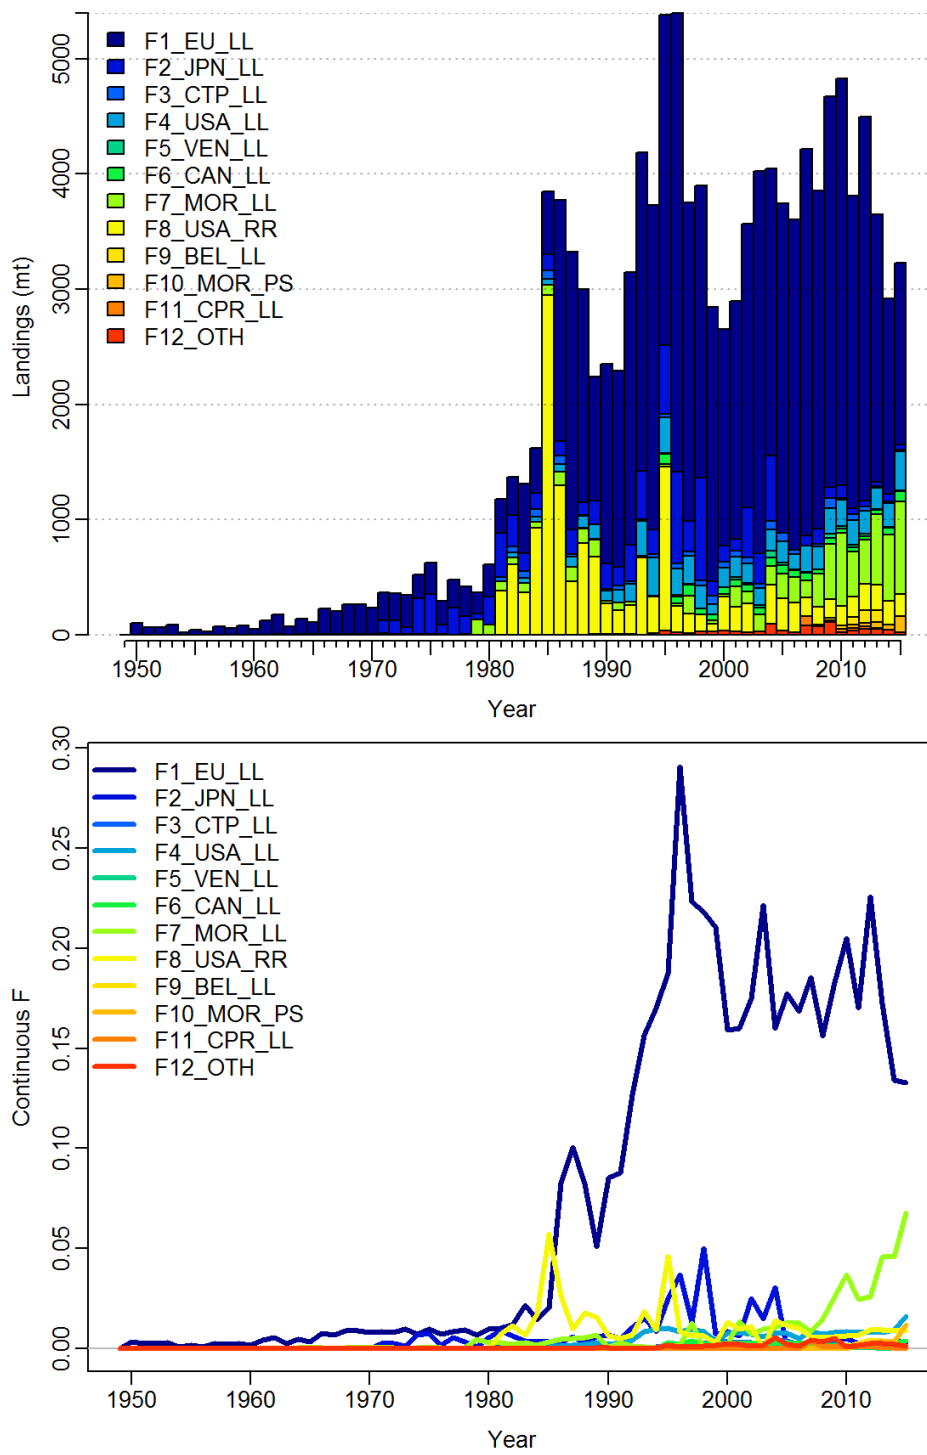 F1_EU_LL
F2_JPN_LL
F3_CTP_LL
F4_USA_LL
F5_VEN_LL
F6_CAN_LL
F7_MOR_LL
F8_USA_RR
F9_BEL_LL
F10_MOR_PS
F11_CPR_LL
F12_OTH
Landings (mt)
5000
4000
3000
2000
1000
0
1950 1960 1970 1980 1990 2000 2010
Year
F1_EU_LL
F2_JPN_LL
F3_CTP_LL
F4_USA_LL
F5_VEN_LL
F6_CAN_LL
F7_MOR_LL
F8_USA_RR
F9_BEL_LL
F10_MOR_PS
F11_CPR_LL
F12_OTH
Continuous F
0.30
0.25
0.20
0.15
0.10
0.05
0.00
1950 1960 1970 1980 1990 2000 2010
Year